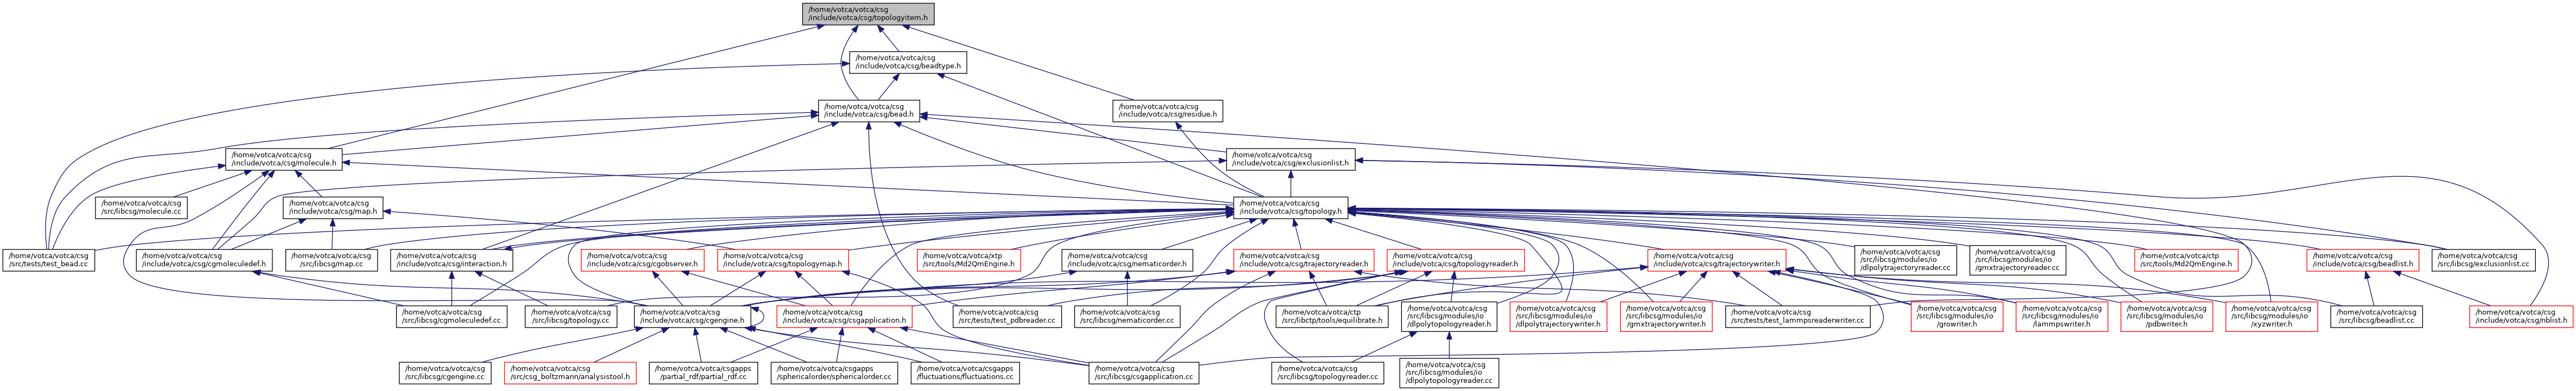 /home/votca/votca/csg
/include/votca/csg/topologyitem.h
/home/votca/votca/csg
/include/votca/csg/beadtype.h
/home/votca/votca/csg
/include/votca/csg/bead.h
/home/votca/votca/csg
/include/votca/csg/residue.h
/home/votca/votca/csg
/include/votca/csg/molecule.h
/home/votca/votca/csg
/include/votca/csg/exclusionlist.h
/home/votca/votca/csg
/src/libcsg/molecule.cc
/home/votca/votca/csg
/include/votca/csg/map.h
/home/votca/votca/csg
/include/votca/csg/topology.h
/home/votca/votca/csg
/src/tests/test_bead.cc
/home/votca/votca/csg
/include/votca/csg/cgmoleculedef.h
/home/votca/votca/csg
/src/libcsg/map.cc
/home/votca/votca/csg
/include/votca/csg/interaction.h
/home/votca/votca/csg
/include/votca/csg/cgobserver.h
/home/votca/votca/csg
/include/votca/csg/topologymap.h
/home/votca/votca/xtp
/src/tools/Md2QmEngine.h
/home/votca/votca/csg
/include/votca/csg/nematicorder.h
/home/votca/votca/csg
/include/votca/csg/trajectoryreader.h
/home/votca/votca/csg
/include/votca/csg/topologyreader.h
/home/votca/votca/csg
/include/votca/csg/trajectorywriter.h
/home/votca/votca/csg
/src/libcsg/modules/io
/dlpolytrajectoryreader.cc
/home/votca/votca/csg
/src/libcsg/modules/io
/gmxtrajectoryreader.cc
/home/votca/votca/ctp
/src/tools/Md2QmEngine.h
/home/votca/votca/csg
/include/votca/csg/beadlist.h
/home/votca/votca/csg
/src/libcsg/exclusionlist.cc
/home/votca/votca/csg
/src/libcsg/cgmoleculedef.cc
/home/votca/votca/csg
/src/libcsg/topology.cc
/home/votca/votca/csg
/include/votca/csg/cgengine.h
/home/votca/votca/csg
/include/votca/csg/csgapplication.h
/home/votca/votca/csg
/src/tests/test_pdbreader.cc
/home/votca/votca/csg
/src/libcsg/nematicorder.cc
/home/votca/votca/ctp
/src/libctp/tools/equilibrate.h
/home/votca/votca/csg
/src/libcsg/modules/io
/dlpolytopologyreader.h
/home/votca/votca/csg
/src/libcsg/modules/io
/dlpolytrajectorywriter.h
/home/votca/votca/csg
/src/libcsg/modules/io
/gmxtrajectorywriter.h
/home/votca/votca/csg
/src/tests/test_lammpsreaderwriter.cc
/home/votca/votca/csg
/src/libcsg/modules/io
/growriter.h
/home/votca/votca/csg
/src/libcsg/modules/io
/lammpswriter.h
/home/votca/votca/csg
/src/libcsg/modules/io
/pdbwriter.h
/home/votca/votca/csg
/src/libcsg/modules/io
/xyzwriter.h
/home/votca/votca/csg
/src/libcsg/beadlist.cc
/home/votca/votca/csg
/include/votca/csg/nblist.h
/home/votca/votca/csg
/src/libcsg/cgengine.cc
/home/votca/votca/csg
/src/csg_boltzmann/analysistool.h
/home/votca/votca/csgapps
/partial_rdf/partial_rdf.cc
/home/votca/votca/csgapps
/sphericalorder/sphericalorder.cc
/home/votca/votca/csgapps
/fluctuations/fluctuations.cc
/home/votca/votca/csg
/src/libcsg/csgapplication.cc
/home/votca/votca/csg
/src/libcsg/topologyreader.cc
/home/votca/votca/csg
/src/libcsg/modules/io
/dlpolytopologyreader.cc